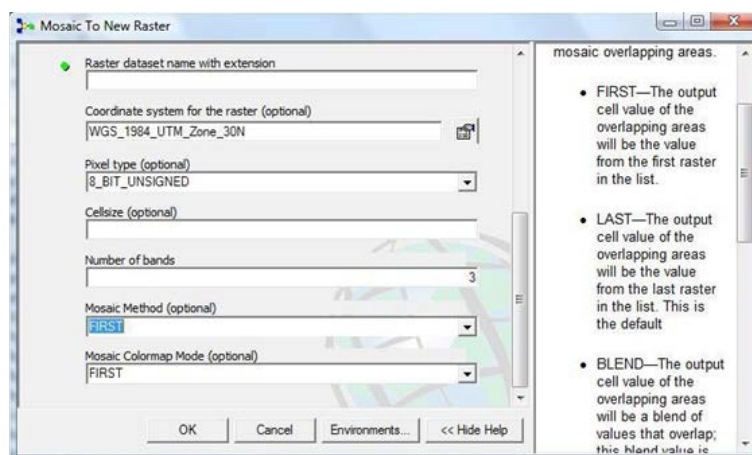 Mosaic To New Raster
Raster dataset name with extension
Coordinate system for the raster (optional)
WGS_1984_UTM_Zone_30N
Pixel type (optional)
8_BIT_UNSIGNED
Cellsize (optional)
Number of bands
3
Mosaic Method (optional)
FIRST
Mosaic Colormap Mode (optional)
FIRST
OK
Cancel
Environments...
<< Hide Help
mosaic overlapping areas.
• FIRST—The output
cell value of the
overlapping areas
will be the value
from the first raster
in the list.
• LAST—The output
cell value of the
overlapping areas
will be the value
from the last raster
in the list. This is
the default
• BLEND—The output
cell value of the
overlapping areas
will be a blend of
values that overlap;
this blend value is